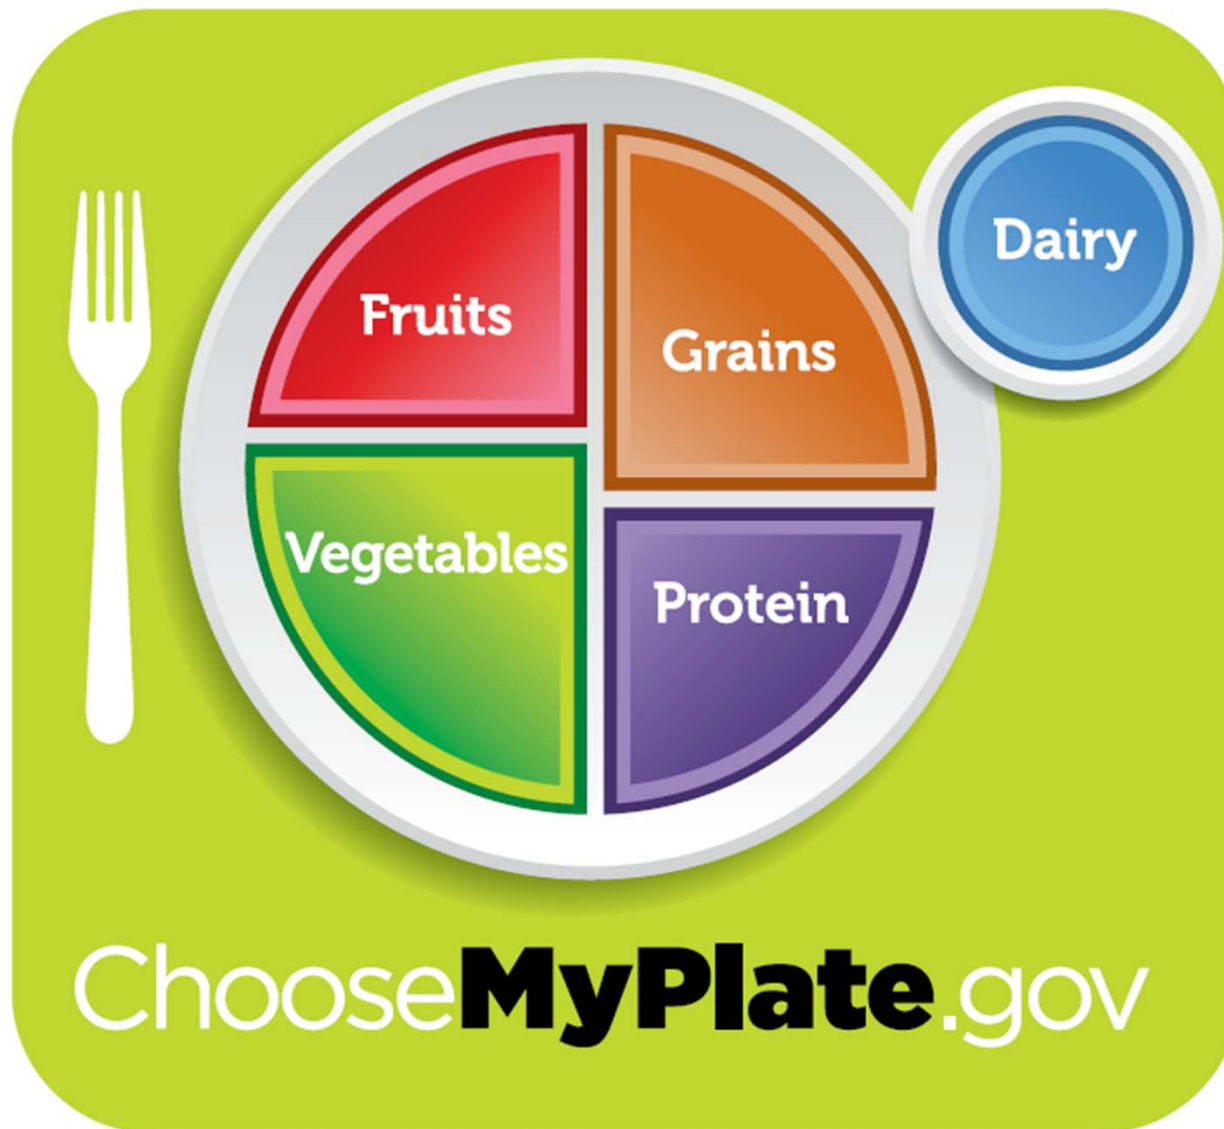 Fruits
Grains
Dairy
Vegetables
Protein
ChooseMyPlate.gov